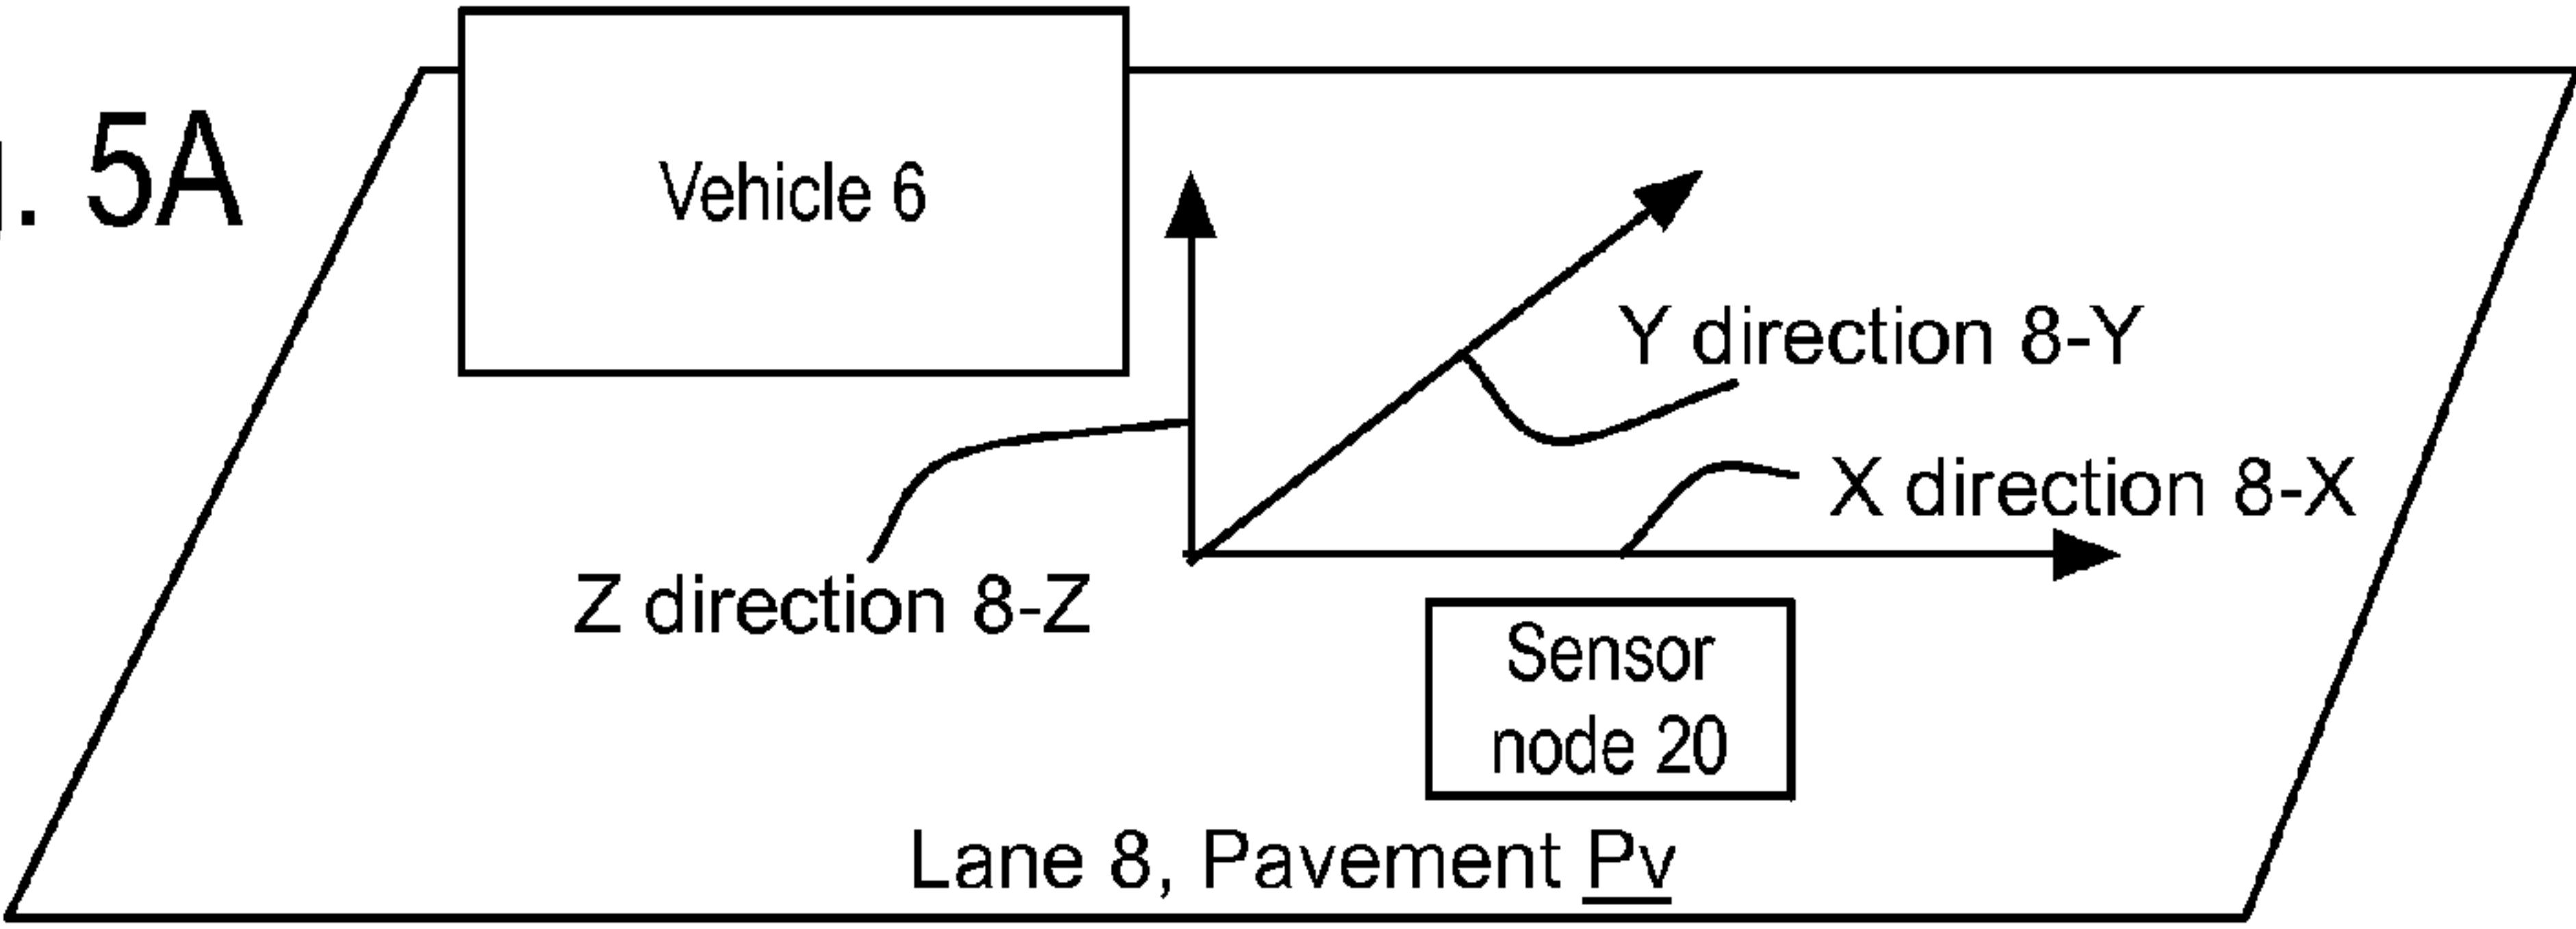 . 5A
Vehicle 6
Y direction 8-Y
X direction 8-X
Z direction 8-Z
Sensor
node 20
Lane 8, Pavement Pv